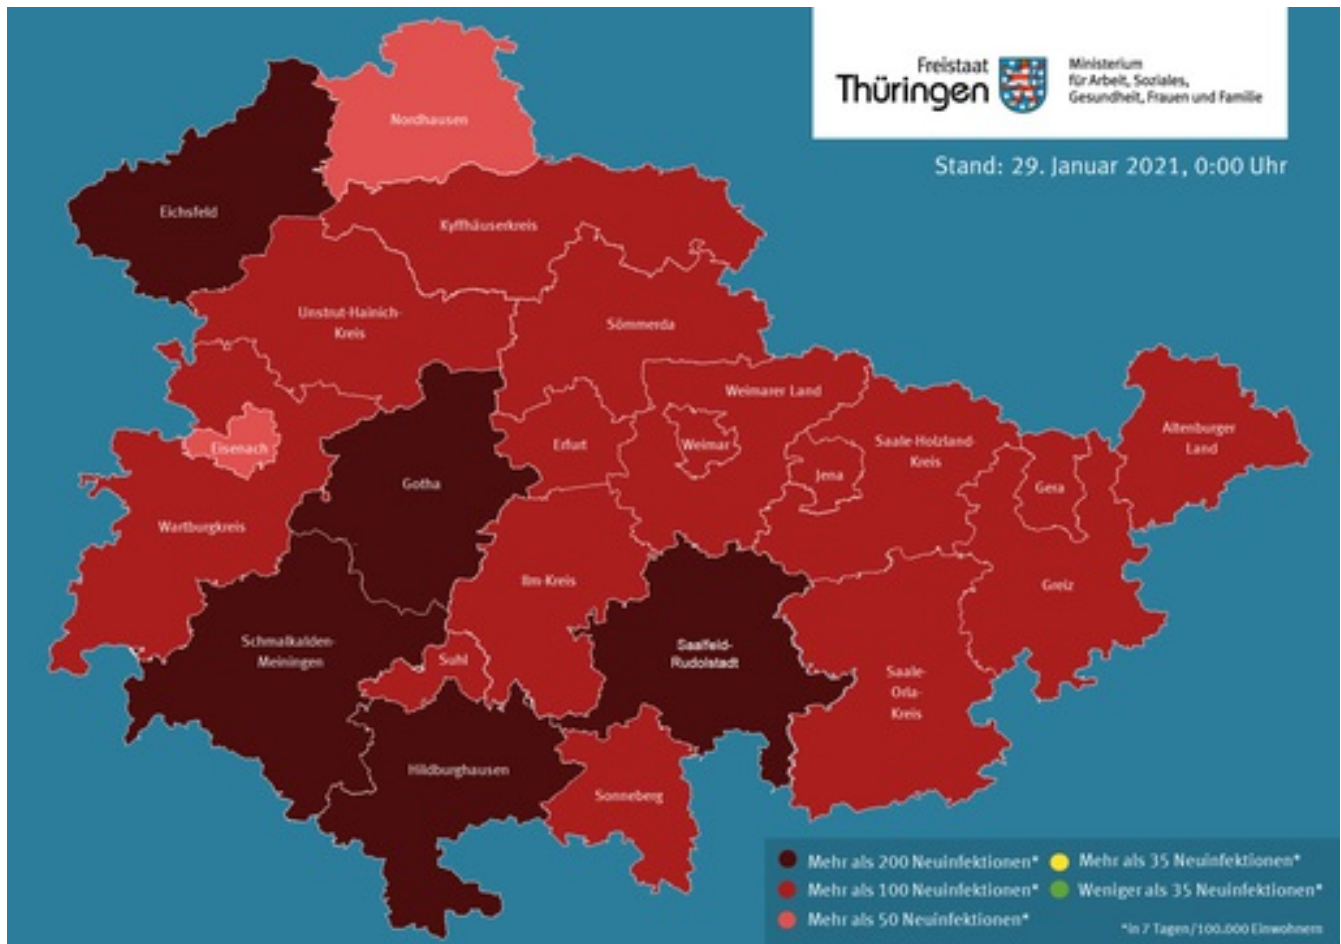 Freistaat
Thüringen
Ministerium
für Arbeit, Soziales,
Gesundheit, Frauen und Familie
Stand: 29. Januar 2021, 0:00 Uhr
Nordhausen
Eichsfeld
Kyffhäuserkreis
Unstrut-Hainich-
Kreis
Sömmerda
Weimarer Land
Eisenach
Erfurt
Weimar
Saale-Holzland-
Kreis
Jena
Altenburger
Land
Gotha
Gera
Wartburgkreis
Ilm-Kreis
Greiz
Schmalkalden-
Meiningen
Suhl
Saalfeld-
Rudolstadt
Saale-
Orla-
Kreis
Hildburghausen
Sonneberg
Mehr als 200 Neuinfektionen*
Mehr als 100 Neuinfektionen*
Mehr als 50 Neuinfektionen*
Mehr als 35 Neuinfektionen*
Weniger als 35 Neuinfektionen*
*in 7 Tagen/100.000 Einwohnern